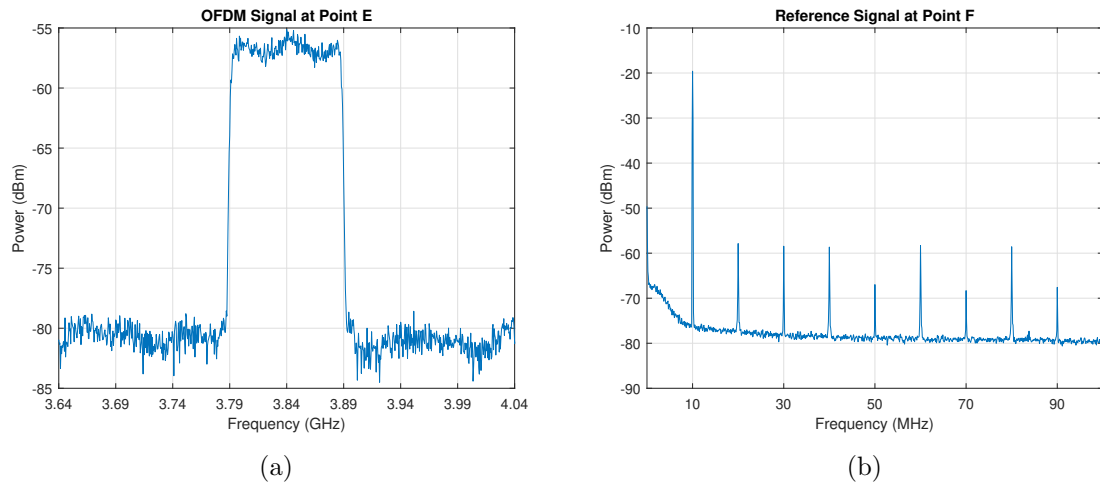 OFDM Signal at Point E
-55
-60
-65
-70
-75
-80
-85
Power (dBm)
3.64 3.69 3.74 3.79 3.84 3.89 3.94 3.99 4.04
Frequency (GHz)
(a)
Reference Signal at Point F
-10
-20
-30
-40
-50
-60
-70
-80
-90
Power (dBm)
10 30 50 70 90
Frequency (MHz)
(b)